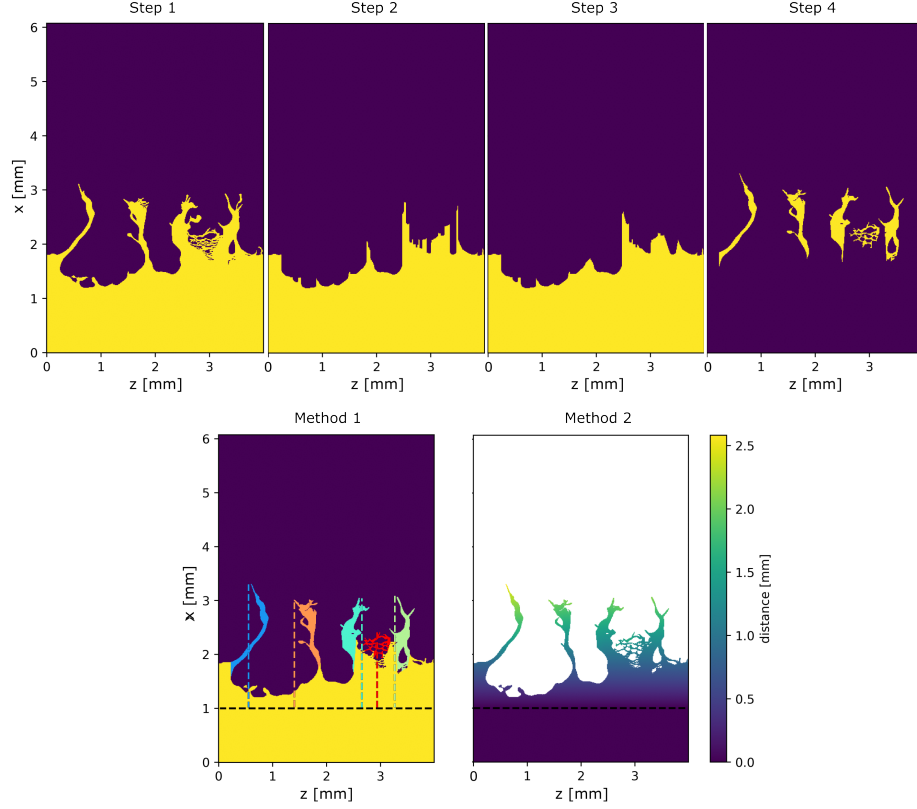 Step 1 Step 2 Step 3 Step 4
6
5
4
3
2
1
0
x [mm]
0 1 2 3 0 1 2 3 0 1 2 3 0 1 2 3
z [mm] z [mm] z [mm] z [mm]
Method 1 Method 2
6
5
4
3
2
1
0
x [mm]
2.5
2.0
1.5
1.0
0.5
0.0
distance [mm]
0 1 2 3 0 1 2 3
z [mm] z [mm]